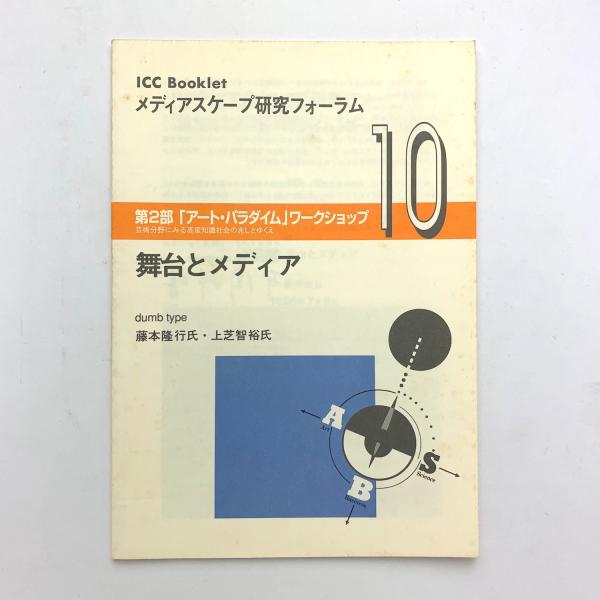 ICC Booklet
メディアスケープ研究フォーラム
10
第2部「アート・パラダイム」ワークショップ
芸術分野にみる高度知識社会の兆しとゆくえ
舞台とメディア
dumb type
藤本隆行氏・上芝智裕氏
A
Art
S
Science
B
Business